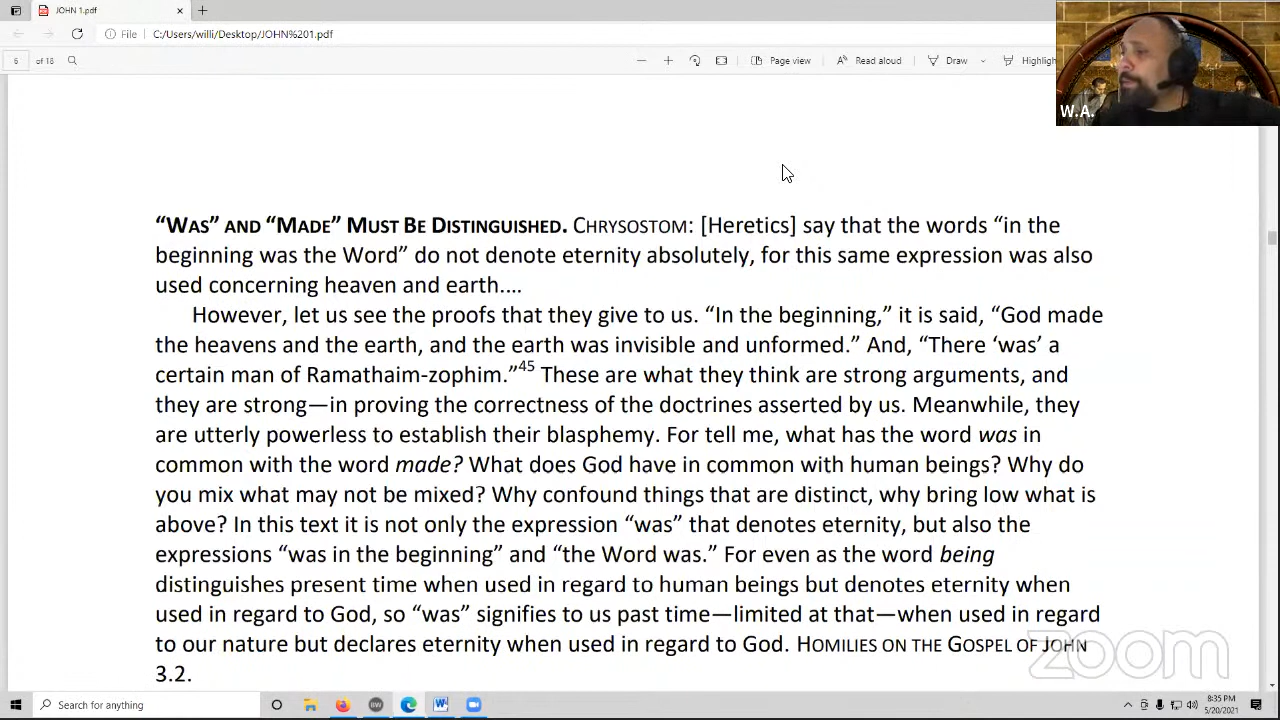 JOHN 1.pdf
File
C:/Users/willi/Desktop/JOHN%201.pdf
of 18
Page view
Read aloud
Draw
Highligh
W.A.
“WAS” AND “MADE” MUST BE DISTINGUISHED. CHRYSOSTOM: [Heretics] say that the words “in the
beginning was the Word” do not denote eternity absolutely, for this same expression was also
used concerning heaven and earth.…
However, let us see the proofs that they give to us. “In the beginning,” it is said, “God made
the heavens and the earth, and the earth was invisible and unformed.” And, “There ‘was’ a
certain man of Ramathaim-zophim.”45 These are what they think are strong arguments, and
they are strong—in proving the correctness of the doctrines asserted by us. Meanwhile, they
are utterly powerless to establish their blasphemy. For tell me, what has the word was in
common with the word made? What does God have in common with human beings? Why do
you mix what may not be mixed? Why confound things that are distinct, why bring low what is
above? In this text it is not only the expression “was” that denotes eternity, but also the
expressions “was in the beginning” and “the Word was.” For even as the word being
distinguishes present time when used in regard to human beings but denotes eternity when
used in regard to God, so “was” signifies to us past time—limited at that—when used in regard
to our nature but declares eternity when used in regard to God. HOMILIES ON THE GOSPEL OF JOHN
3.2.
zoom
Search for anything
8:35 PM
5/20/2021